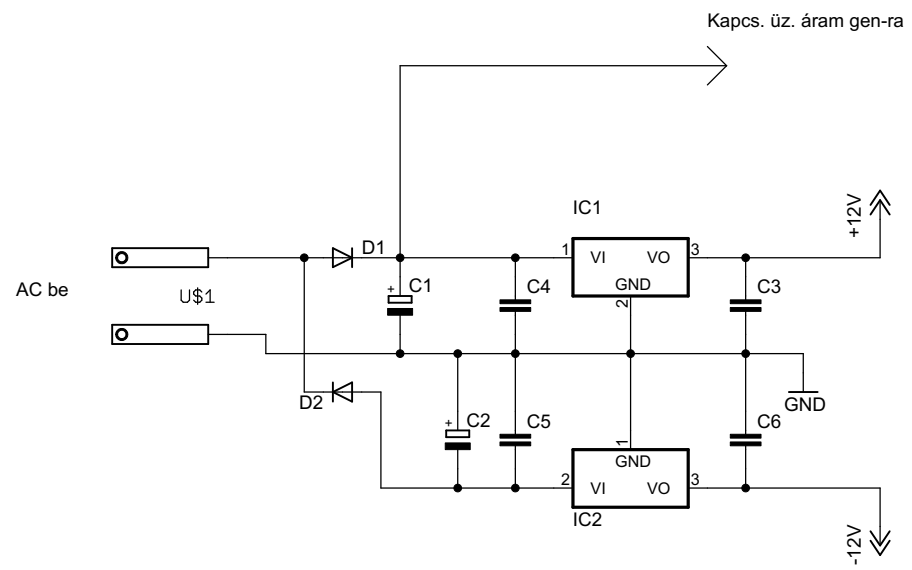 Kapcs. üz. áram gen-ra
+12V
IC1
D1
1
VI
VO
3
GND
2
AC be
U$1
+
C1
C4
C3
D2
GND
+
C2
C5
C6
1
GND
2
VI
VO
3
IC2
-12V